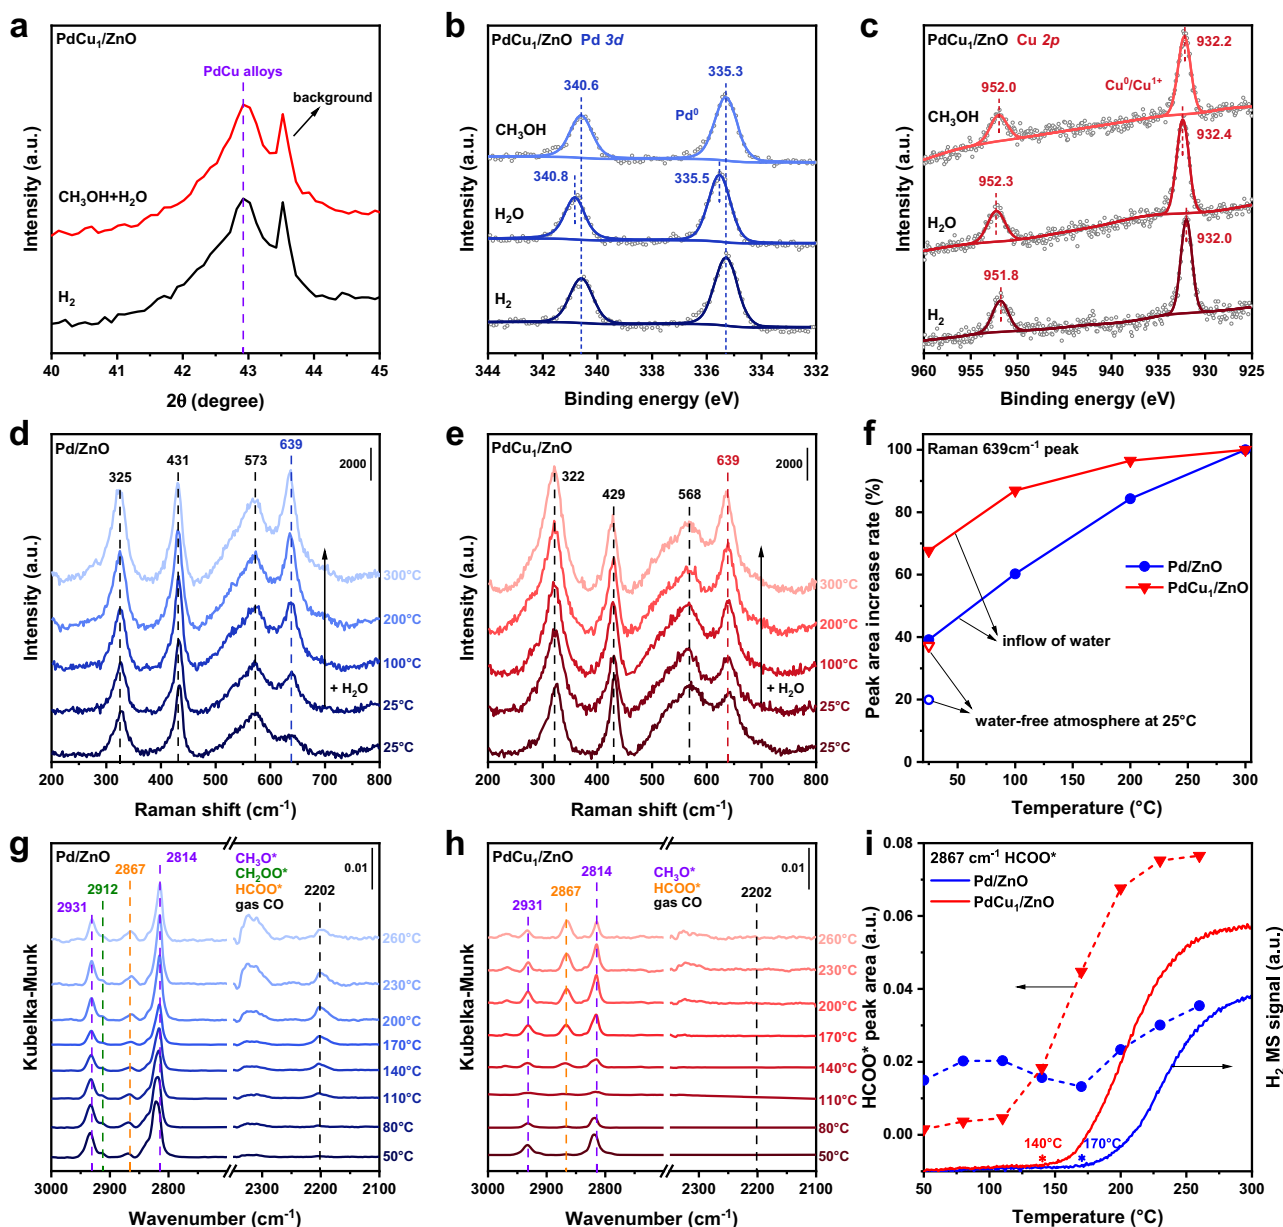 a
PdCu₁/ZnO
PdCu alloys
background
CH₃OH+H₂O
H₂
Intensity (a.u.)
40 41 42 43 44 45
2θ (degree)
b
PdCu₁/ZnO Pd 3d
340.6
335.3
Pd⁰
CH₃OH
340.8
335.5
H₂O
H₂
Intensity (a.u.)
344 342 340 338 336 334 332
Binding energy (eV)
c
PdCu₁/ZnO Cu 2p
932.2
952.0
Cu⁰/Cu¹⁺
CH₃OH
932.4
952.3
H₂O
932.0
951.8
H₂
Intensity (a.u.)
960 955 950 945 940 935 930 925
Binding energy (eV)
d
Pd/ZnO
639
2000
431
573
325
300°C
200°C
100°C
+ H₂O
25°C
25°C
Intensity (a.u.)
200 300 400 500 600 700 800
Raman shift (cm⁻¹)
e
PdCu₁/ZnO
639
2000
322
429
568
300°C
200°C
100°C
+ H₂O
25°C
25°C
Intensity (a.u.)
200 300 400 500 600 700 800
Raman shift (cm⁻¹)
f
Raman 639cm⁻¹ peak
Pd/ZnO
PdCu₁/ZnO
inflow of water
water-free atmosphere at 25°C
Peak area increase rate (%)
100
80
60
40
20
0
50 100 150 200 250 300
Temperature (°C)
g
Pd/ZnO
2814
CH₃O*
0.01
2867
CH₂OO*
2912
HCOO*
2931
gas CO
2202
260°C
230°C
200°C
170°C
140°C
110°C
80°C
50°C
Kubelka-Munk
3000 2900 2800 2300 2200 2100
Wavenumber (cm⁻¹)
h
PdCu₁/ZnO
2814
CH₃O*
0.01
2867
HCOO*
2931
gas CO
2202
260°C
230°C
200°C
170°C
140°C
110°C
80°C
50°C
Kubelka-Munk
3000 2900 2800 2300 2200 2100
Wavenumber (cm⁻¹)
i
2867 cm⁻¹ HCOO*
Pd/ZnO
PdCu₁/ZnO
140°C
170°C
*
*
HCOO* peak area (a.u.)
0.08
0.06
0.04
0.02
0.00
H₂ MS signal (a.u.)
50 100 150 200 250 300
Temperature (°C)